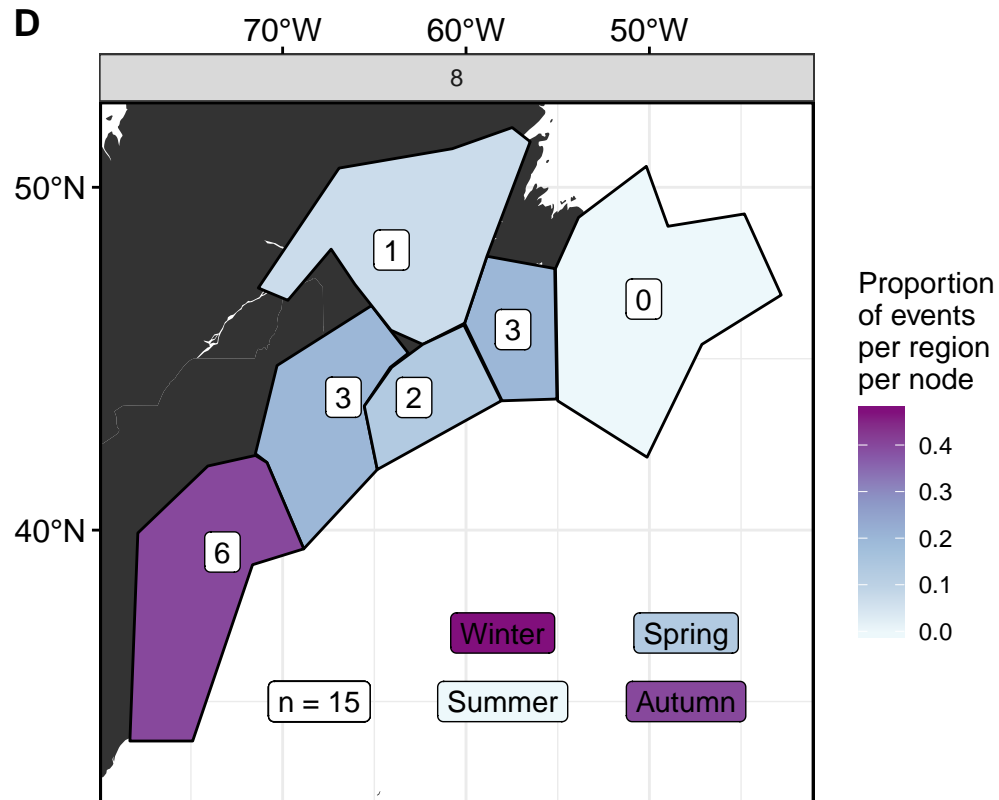 D
70°W 60°W 50°W
8
50°N
1
0
3
3
2
40°N
6
Winter Spring
n = 15 Summer Autumn
Proportion
of events
per region
per node
0.4
0.3
0.2
0.1
0.0